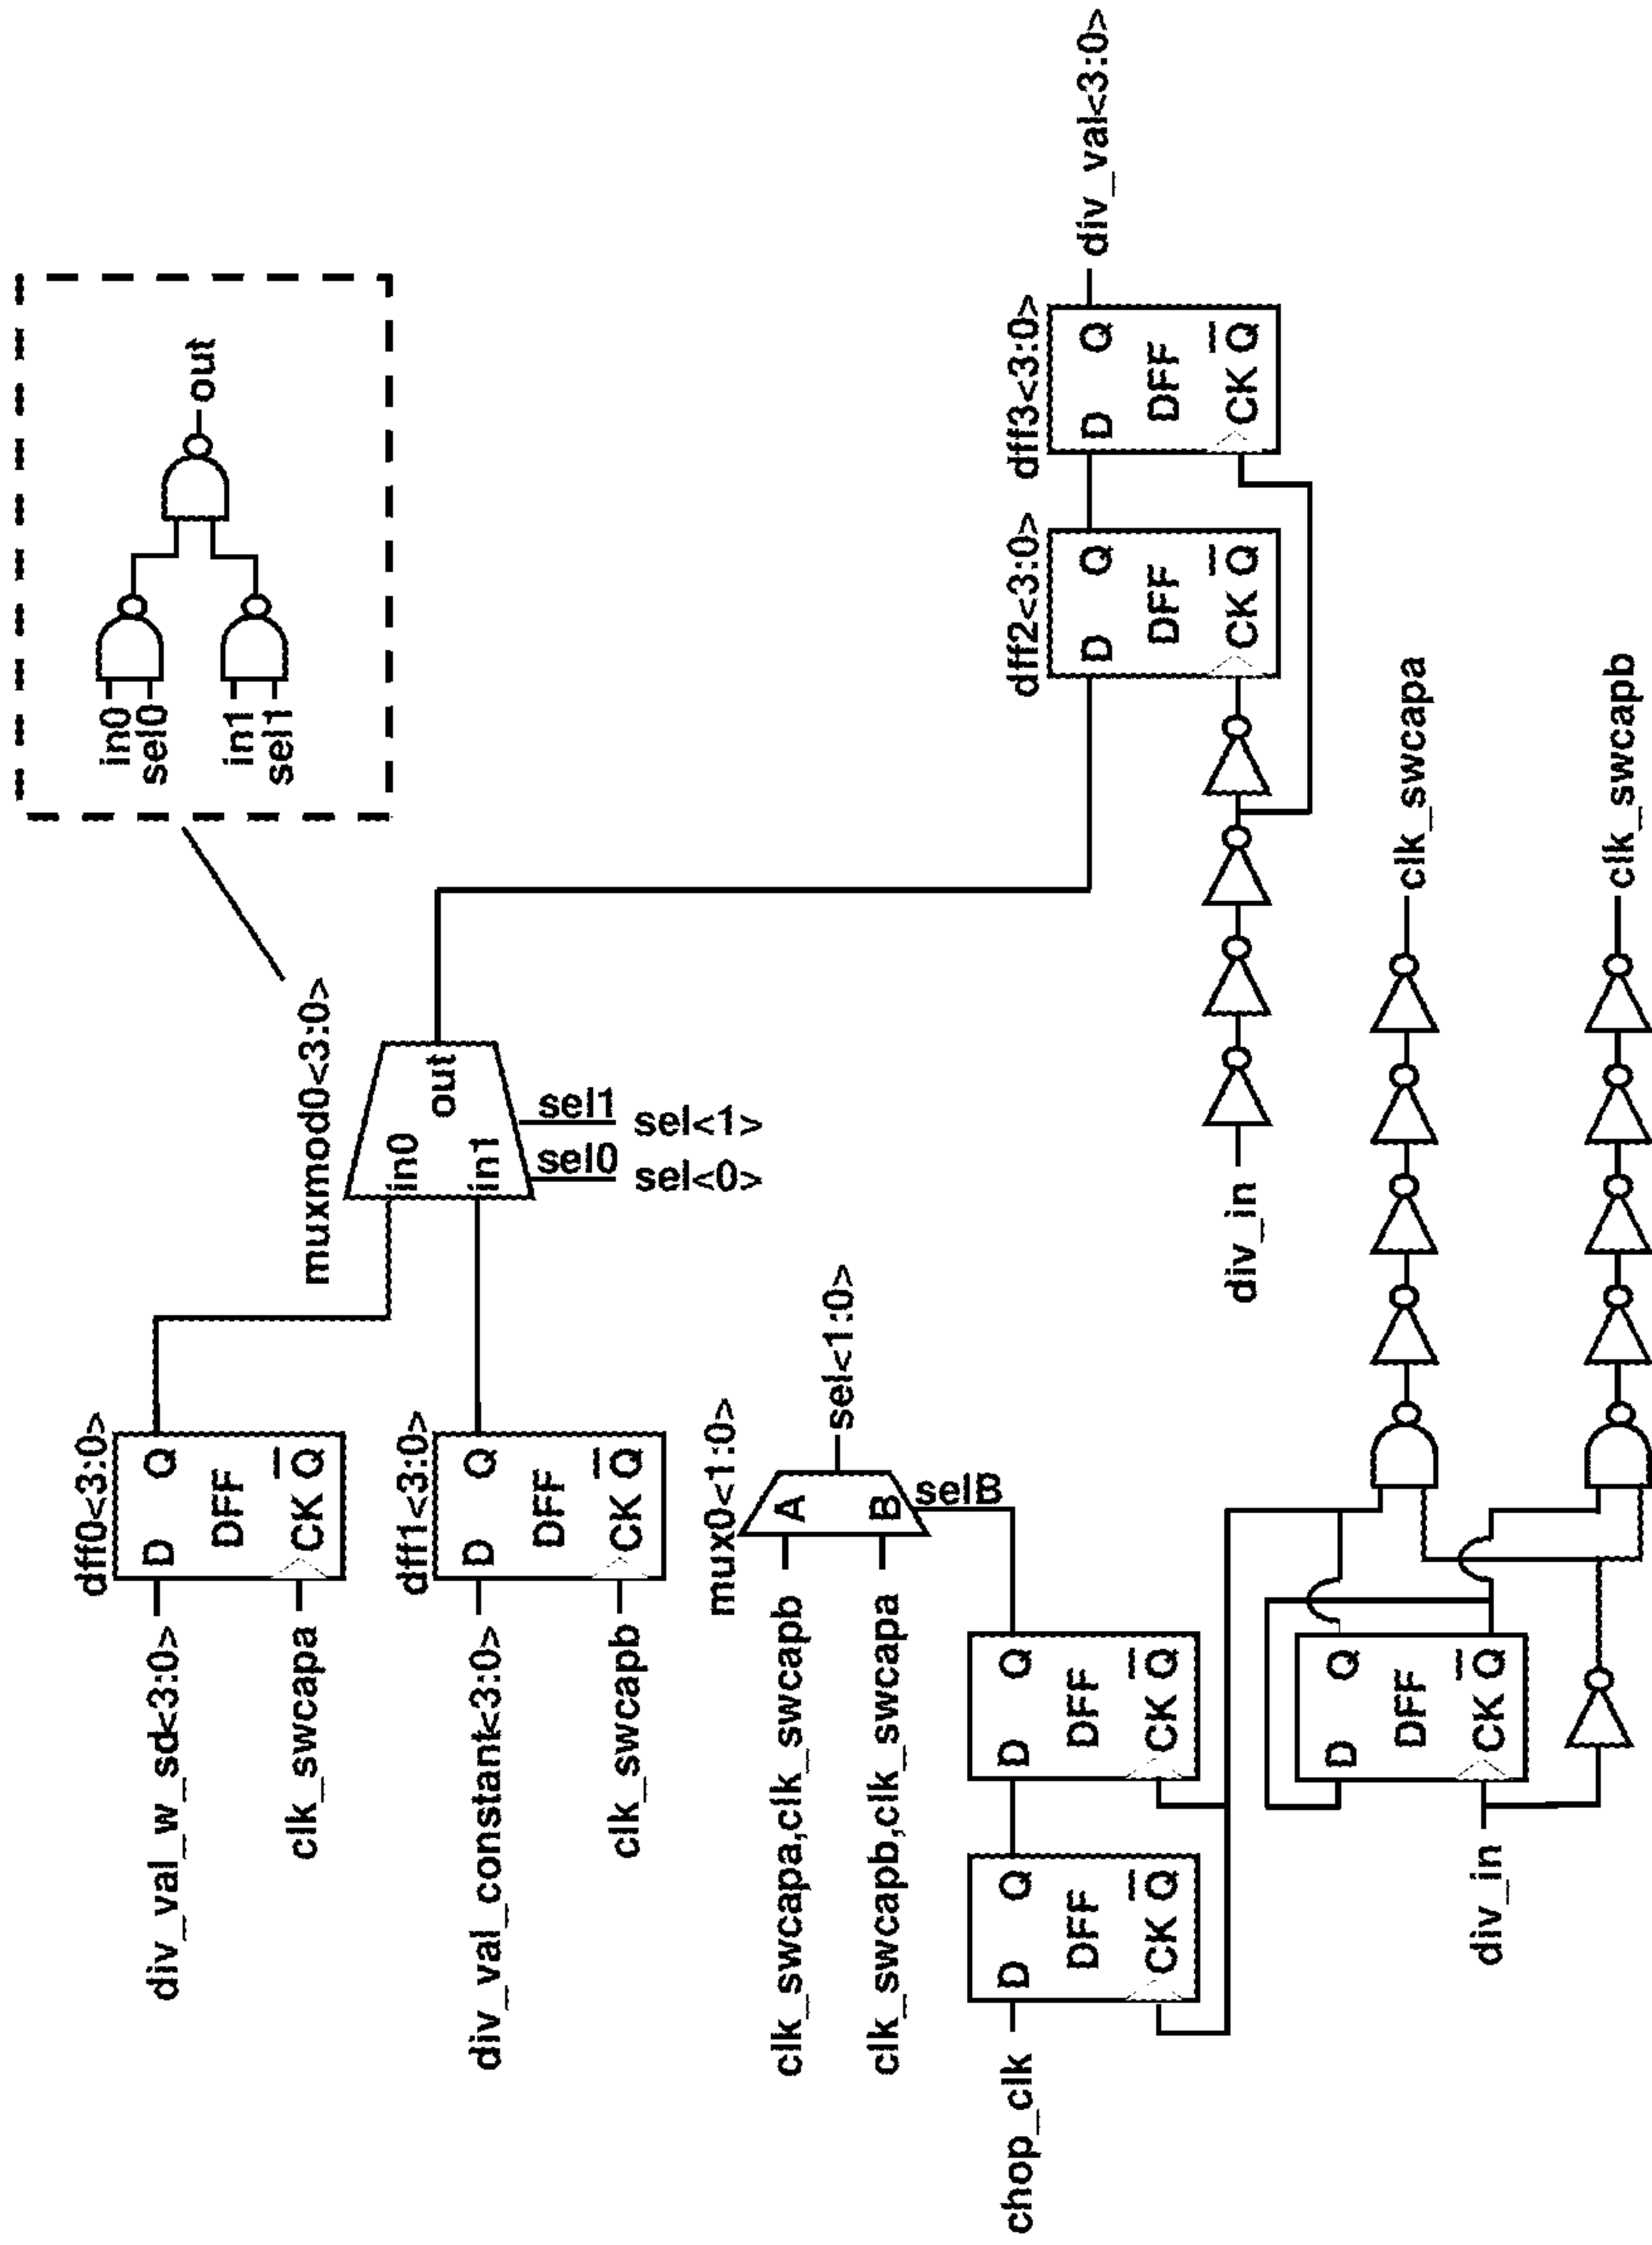 in0
sel0
in1
sel1
out
muxmod0<3:0>
dff0<3:0>
div_val_w_sd<3:0>
D Q
DFF
CK Q
clk_swcapa
in0
out
in1
sel0 sel1
sel<0> sel<1>
dff1<3:0>
div_val_constant<3:0>
D Q
DFF
CK Q
clk_swcapb
mux0<1:0>
clk_swcapa,clk_swcapb
A
sel<1:0>
clk_swcapb,clk_swcapa
B
selB
chop_clk
D Q
DFF
CK Q
D Q
DFF
CK Q
dff2<3:0>
D Q
DFF
CK Q
dff3<3:0>
D Q
DFF
CK Q
div_val<3:0>
div_in
D Q
DFF
CK Q
div_in
clk_swcapa
clk_swcapb